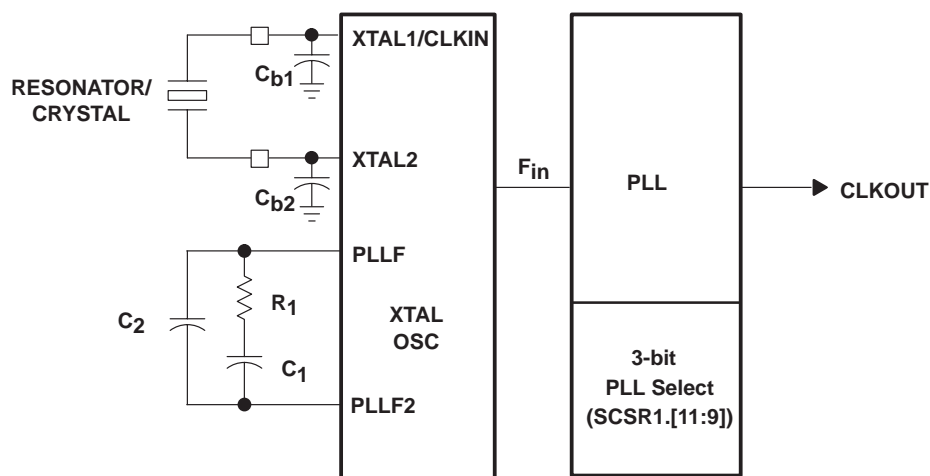 XTAL1/CLKIN
Cb1
RESONATOR/
CRYSTAL
XTAL2
Cb2
Fin
PLL
CLKOUT
PLLF
R1
C2
XTAL
OSC
C1
PLLF2
3-bit
PLL Select
(SCSR1.[11:9])